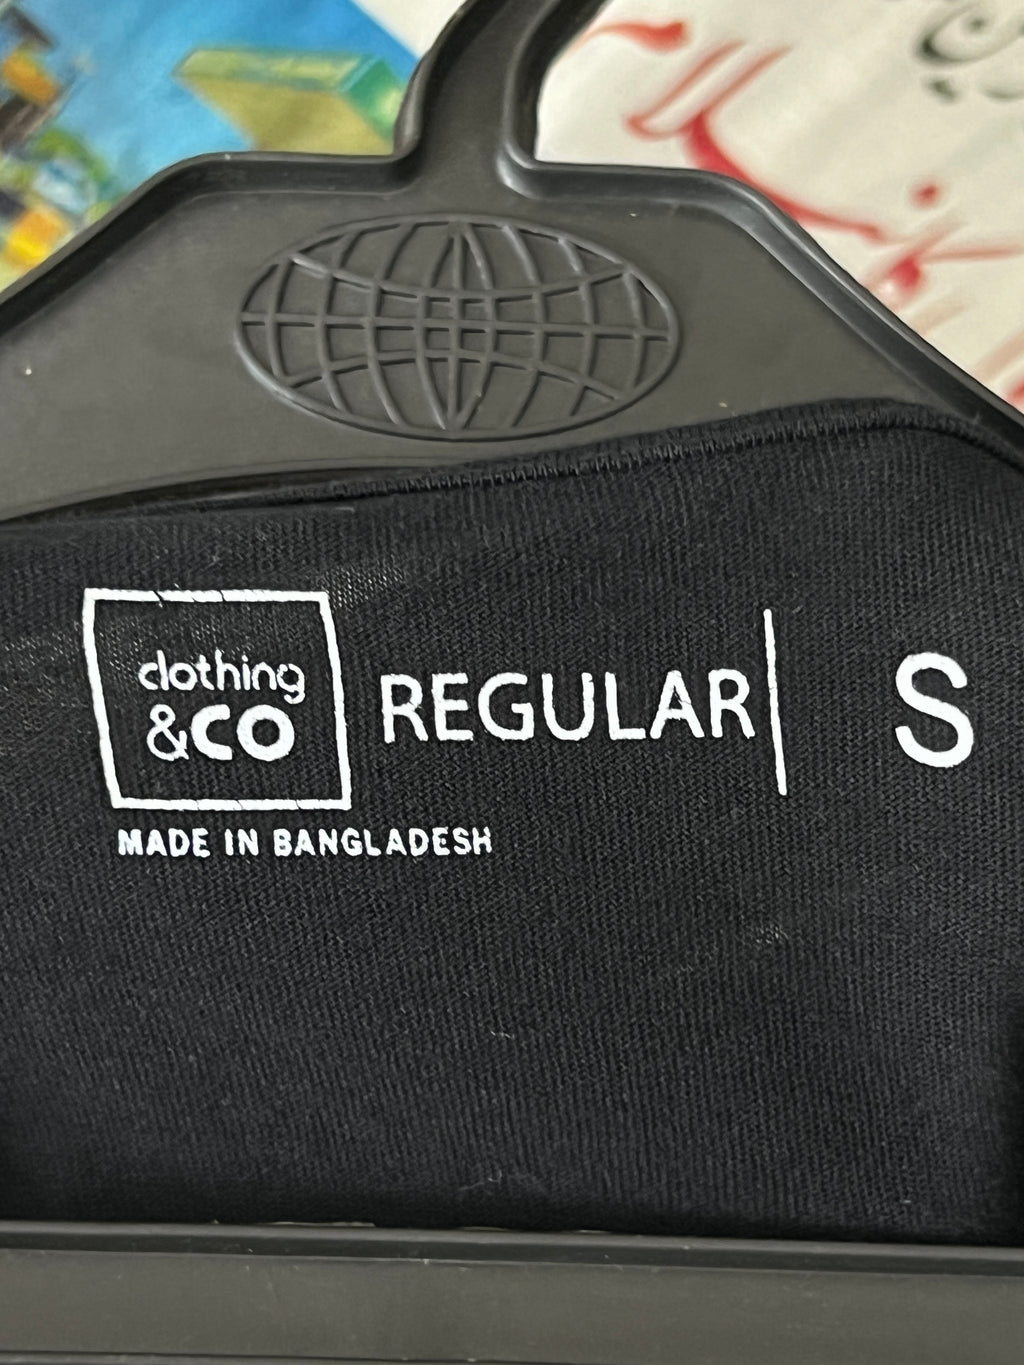 clothing
&CO
REGULAR | S
MADE IN BANGLADESH